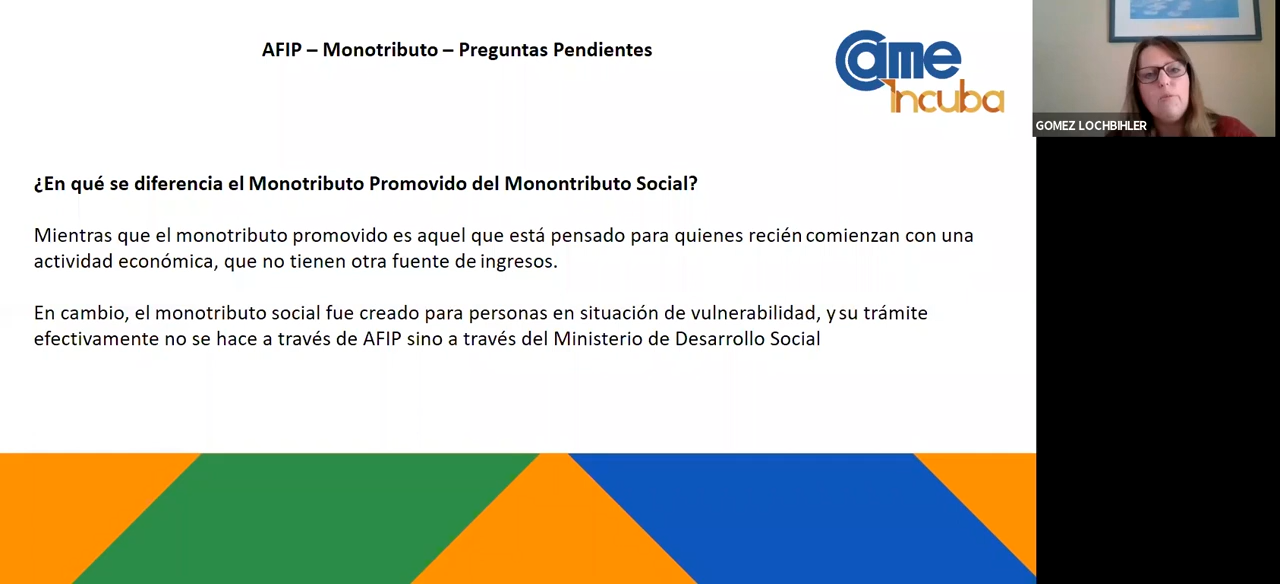 AFIP – Monotributo – Preguntas Pendientes
Came
incuba
GOMEZ LOCHBIHLER
¿En qué se diferencia el Monotributo Promovido del Monontributo Social?
Mientras que el monotributo promovido es aquel que está pensado para quienes recién comienzan con una
actividad económica, que no tienen otra fuente de ingresos.
En cambio, el monotributo social fue creado para personas en situación de vulnerabilidad, y su trámite
efectivamente no se hace a través de AFIP sino a través del Ministerio de Desarrollo Social